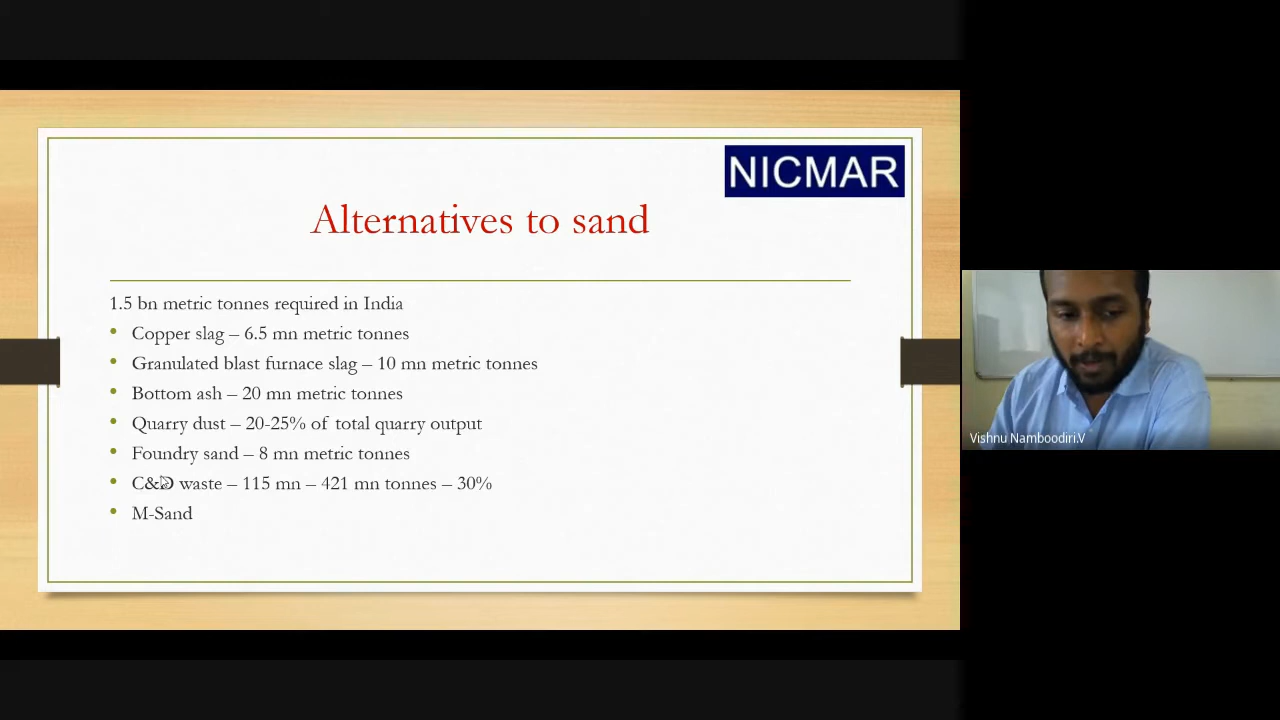 NICMAR
Alternatives to sand
1.5 bn metric tonnes required in India
• Copper slag – 6.5 mn metric tonnes
• Granulated blast furnace slag – 10 mn metric tonnes
• Bottom ash – 20 mn metric tonnes
• Quarry dust – 20-25% of total quarry output
• Foundry sand – 8 mn metric tonnes
• C&D waste – 115 mn – 421 mn tonnes – 30%
• M-Sand
Vishnu Namboodiri.V